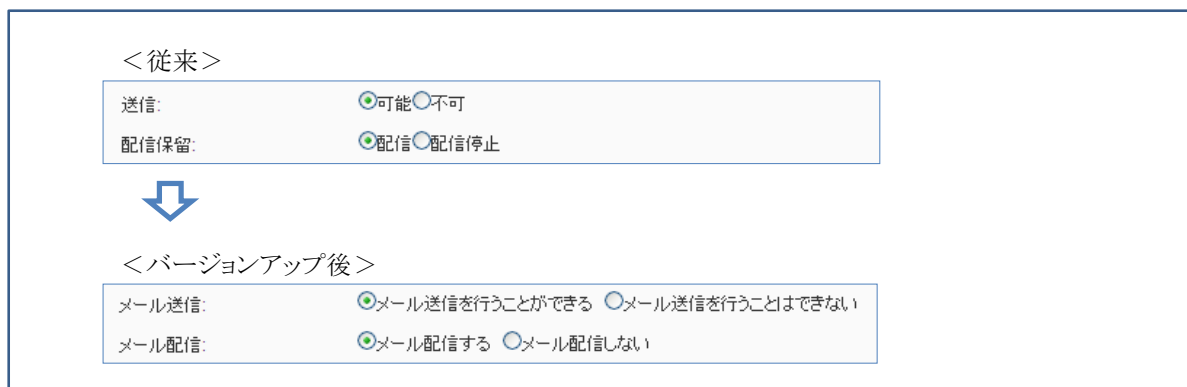 ＜従来＞
送信: 可能 不可
配信保留: 配信 配信停止
＜バージョンアップ後＞
メール送信: メール送信を行うことができる メール送信を行うことはできない
メール配信: メール配信する メール配信しない